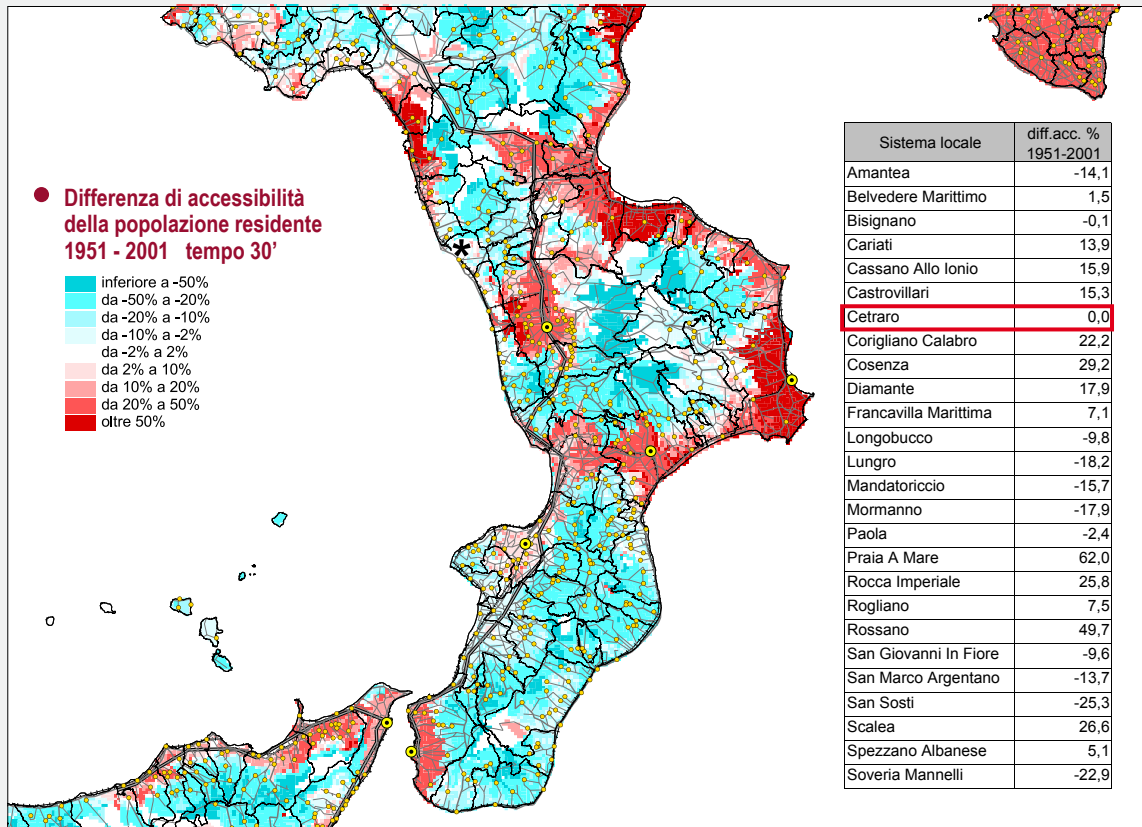 Differenza di accessibilità
della popolazione residente
1951 - 2001 tempo 30'
inferiore a -50%
da -50% a -20%
da -20% a -10%
da -10% a -2%
da -2% a 2%
da 2% a 10%
da 10% a 20%
da 20% a 50%
oltre 50%
*
Sistema locale diff.acc. %
1951-2001
Amantea -14,1
Belvedere Marittimo 1,5
Bisignano -0,1
Cariati 13,9
Cassano Allo Ionio 15,9
Castrovillari 15,3
Cetraro 0,0
Corigliano Calabro 22,2
Cosenza 29,2
Diamante 17,9
Francavilla Marittima 7,1
Longobucco -9,8
Lungro -18,2
Mandatoriccio -15,7
Mormanno -17,9
Paola -2,4
Praia A Mare 62,0
Rocca Imperiale 25,8
Rogliano 7,5
Rossano 49,7
San Giovanni In Fiore -9,6
San Marco Argentano -13,7
San Sosti -25,3
Scalea 26,6
Spezzano Albanese 5,1
Soveria Mannelli -22,9